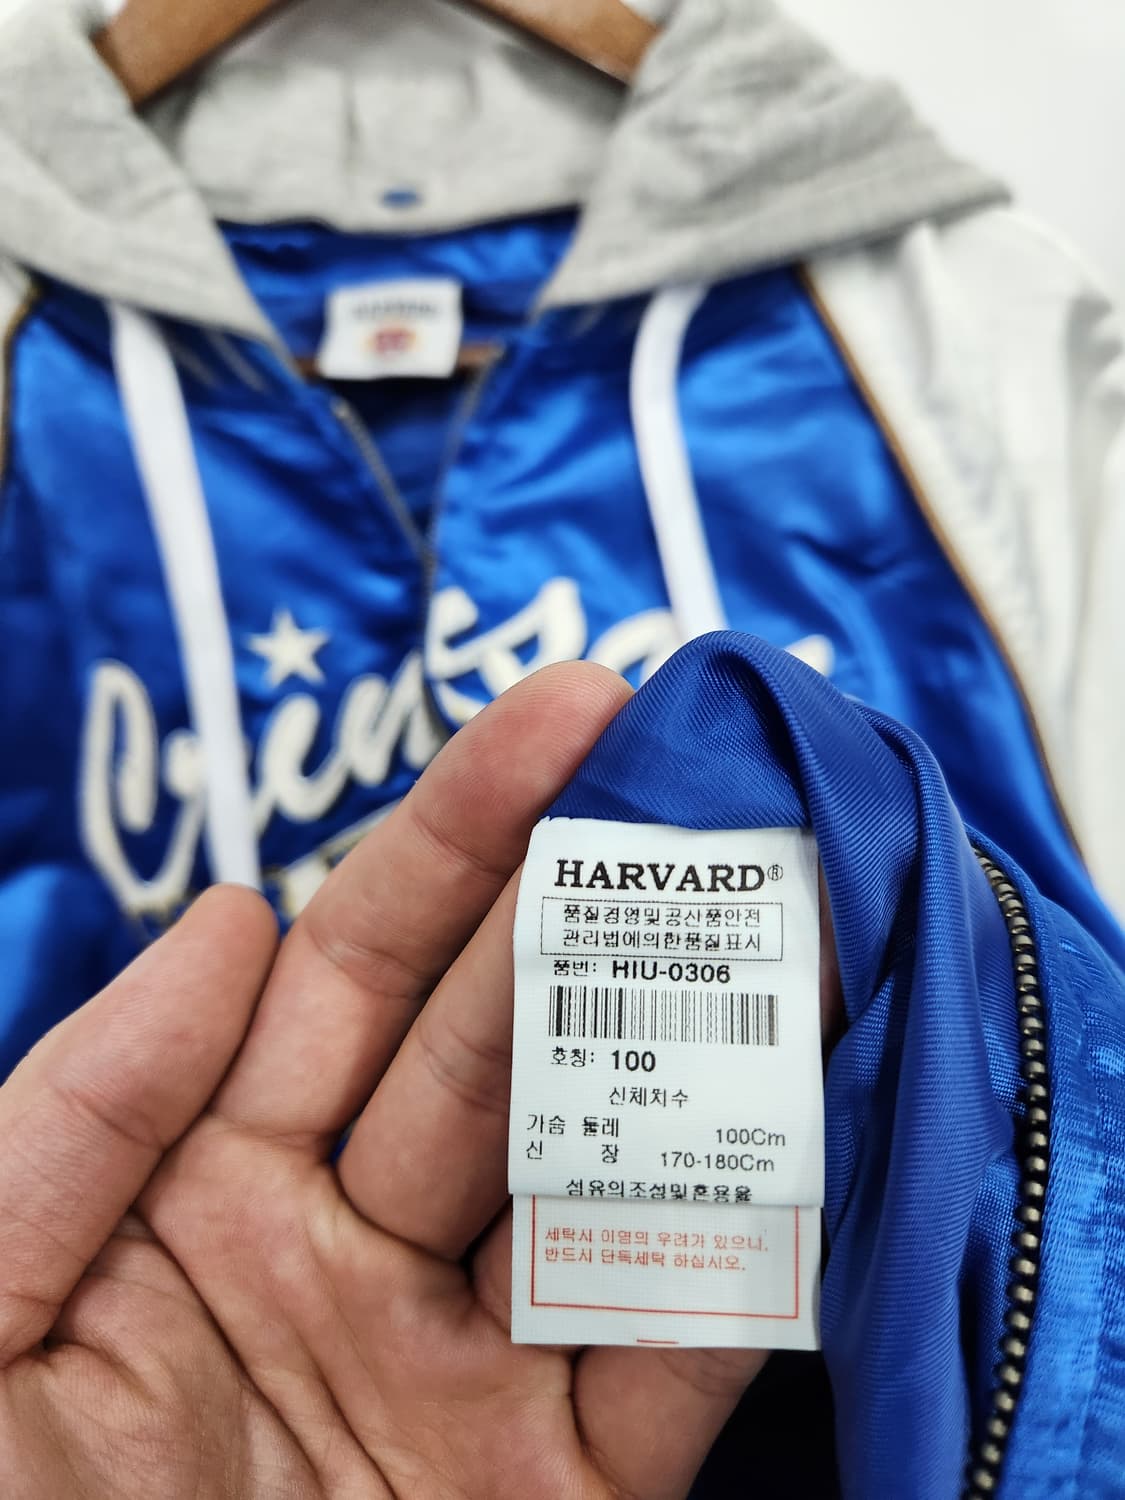 HARVARD®
품질경영및공산품안전
관리법에의한품질표시
품번: HIU-0306
호칭: 100
신체치수
가슴 둘레 100Cm
신 장 170-180Cm
섬유의조성및혼용율
세탁시 이염의 우려가 있으니,
반드시 단독세탁 하십시오.